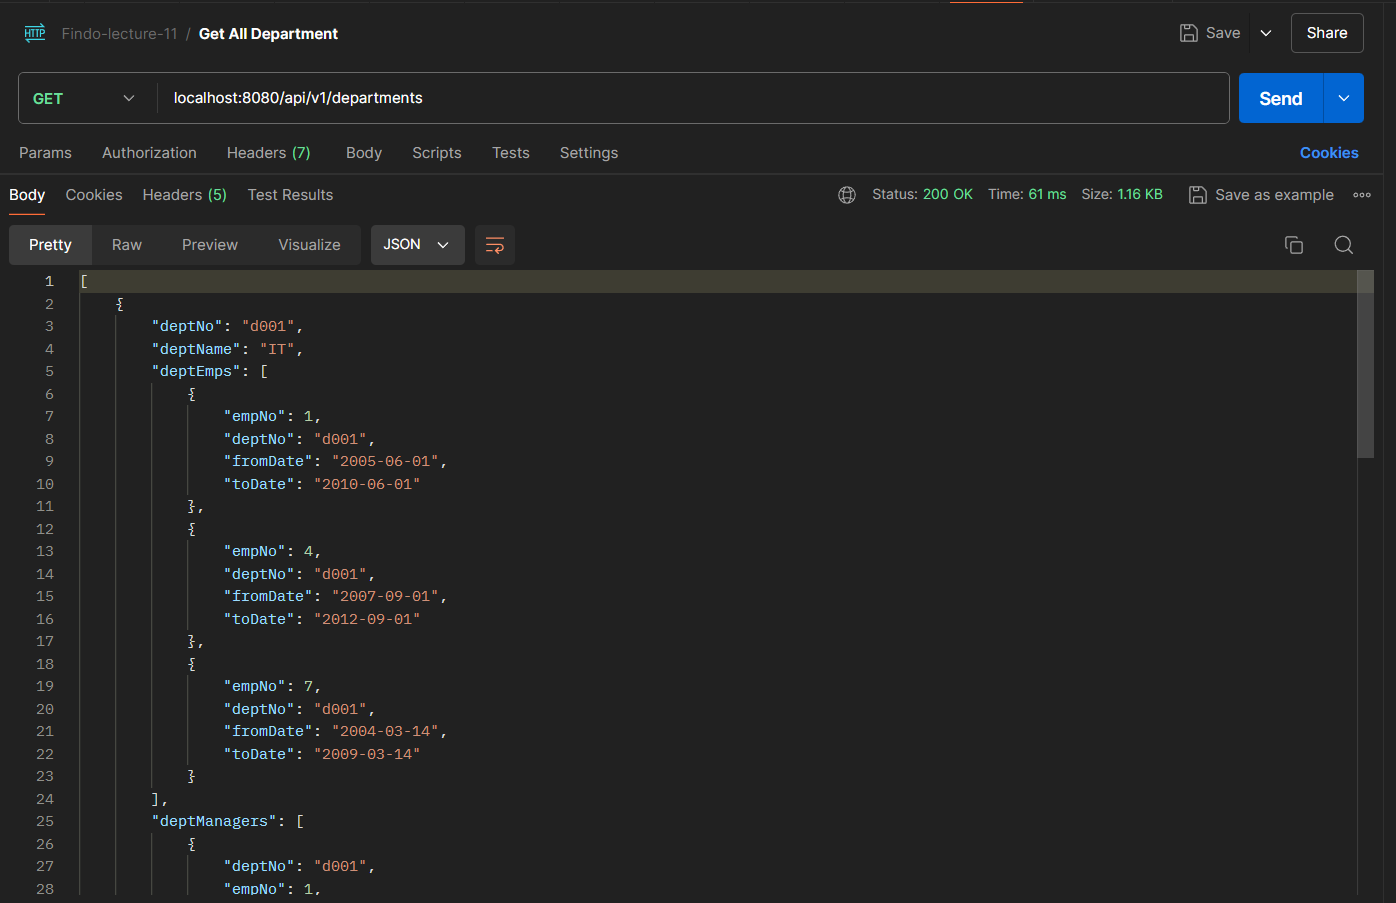 HTTP Findo-lecture-11 / Get All Department Save Share
GET localhost:8080/api/v1/departments Send
Params Authorization Headers (7) Body Scripts Tests Settings Cookies
Body Cookies Headers (5) Test Results Status: 200 OK Time: 61 ms Size: 1.16 KB Save as example
Pretty Raw Preview Visualize JSON
1 [
2 {
3 "deptNo": "d001",
4 "deptName": "IT",
5 "deptEmps": [
6 {
7 "empNo": 1,
8 "deptNo": "d001",
9 "fromDate": "2005-06-01",
10 "toDate": "2010-06-01"
11 },
12 {
13 "empNo": 4,
14 "deptNo": "d001",
15 "fromDate": "2007-09-01",
16 "toDate": "2012-09-01"
17 },
18 {
19 "empNo": 7,
20 "deptNo": "d001",
21 "fromDate": "2004-03-14",
22 "toDate": "2009-03-14"
23 }
24 ],
25 "deptManagers": [
26 {
27 "deptNo": "d001",
28 "empNo": 1,